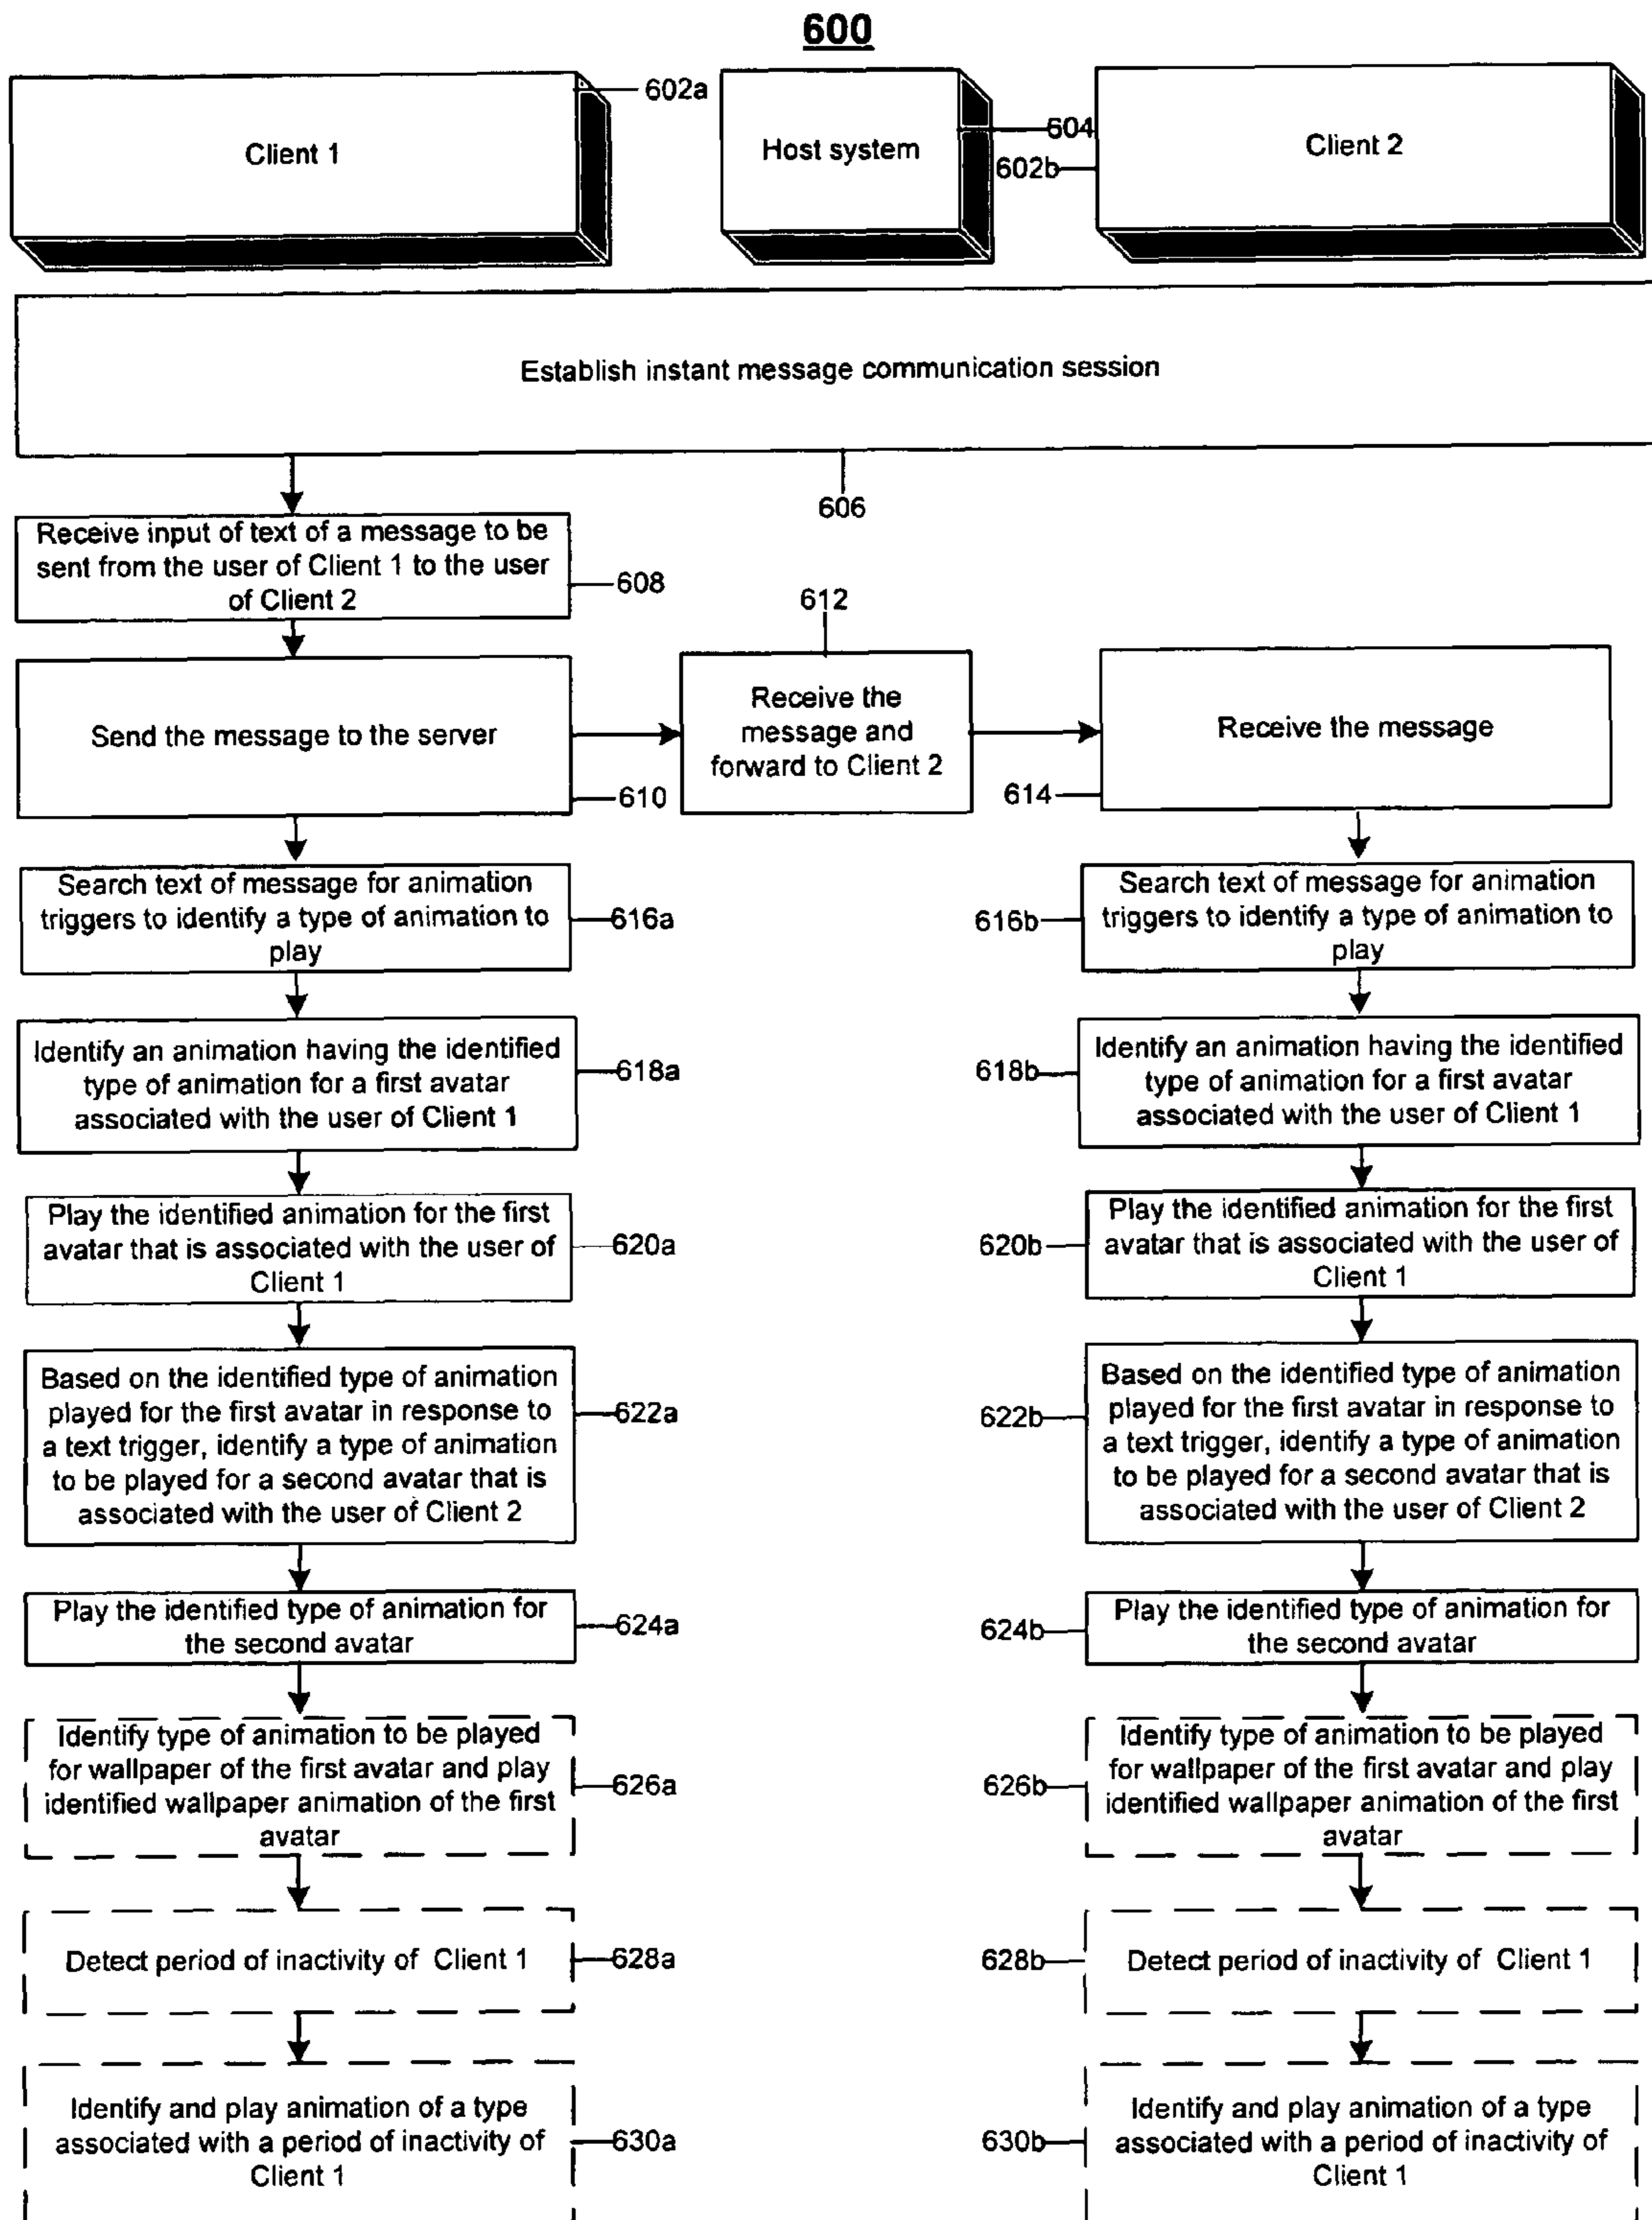 600
Client 1
602a
Host system
604
602b
Client 2
Establish instant message communication session
606
Receive input of text of a message to be
sent from the user of Client 1 to the user
of Client 2
608
612
Send the message to the server
610
Receive the
message and
forward to Client 2
Receive the message
614
Search text of message for animation
triggers to identify a type of animation to
play
616a
616b
Search text of message for animation
triggers to identify a type of animation to
play
Identify an animation having the identified
type of animation for a first avatar
associated with the user of Client 1
618a
618b
Identify an animation having the identified
type of animation for a first avatar
associated with the user of Client 1
Play the identified animation for the first
avatar that is associated with the user of
Client 1
620a
620b
Play the identified animation for the first
avatar that is associated with the user of
Client 1
Based on the identified type of animation
played for the first avatar in response to
a text trigger, identify a type of animation
to be played for a second avatar that is
associated with the user of Client 2
622a
622b
Based on the identified type of animation
played for the first avatar in response to
a text trigger, identify a type of animation
to be played for a second avatar that is
associated with the user of Client 2
Play the identified type of animation for
the second avatar
624a
624b
Play the identified type of animation for
the second avatar
Identify type of animation to be played
for wallpaper of the first avatar and play
identified wallpaper animation of the first
avatar
626a
626b
Identify type of animation to be played
for wallpaper of the first avatar and play
identified wallpaper animation of the first
avatar
Detect period of inactivity of Client 1
628a
628b
Detect period of inactivity of Client 1
Identify and play animation of a type
associated with a period of inactivity of
Client 1
630a
630b
Identify and play animation of a type
associated with a period of inactivity of
Client 1